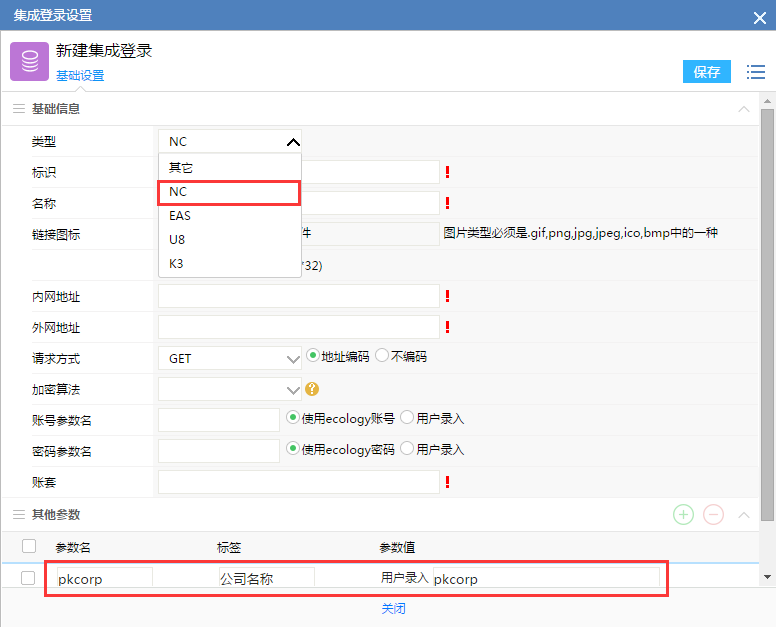 集成登录设置
新建集成登录
基础设置
保存
基础信息
类型 NC
其它
标识 !
NC
名称 !
EAS
链接图标 件 图片类型必须是.gif,png,jpg,jpeg,ico,bmp中的一种
U8
K3 *32)
内网地址 !
外网地址 !
请求方式 GET 地址编码 不编码
加密算法 ?
账号参数名 使用ecology账号 用户录入
密码参数名 使用ecology密码 用户录入
账套 !
其他参数
参数名 标签 参数值
pkcorp 公司名称 用户录入 pkcorp
关闭